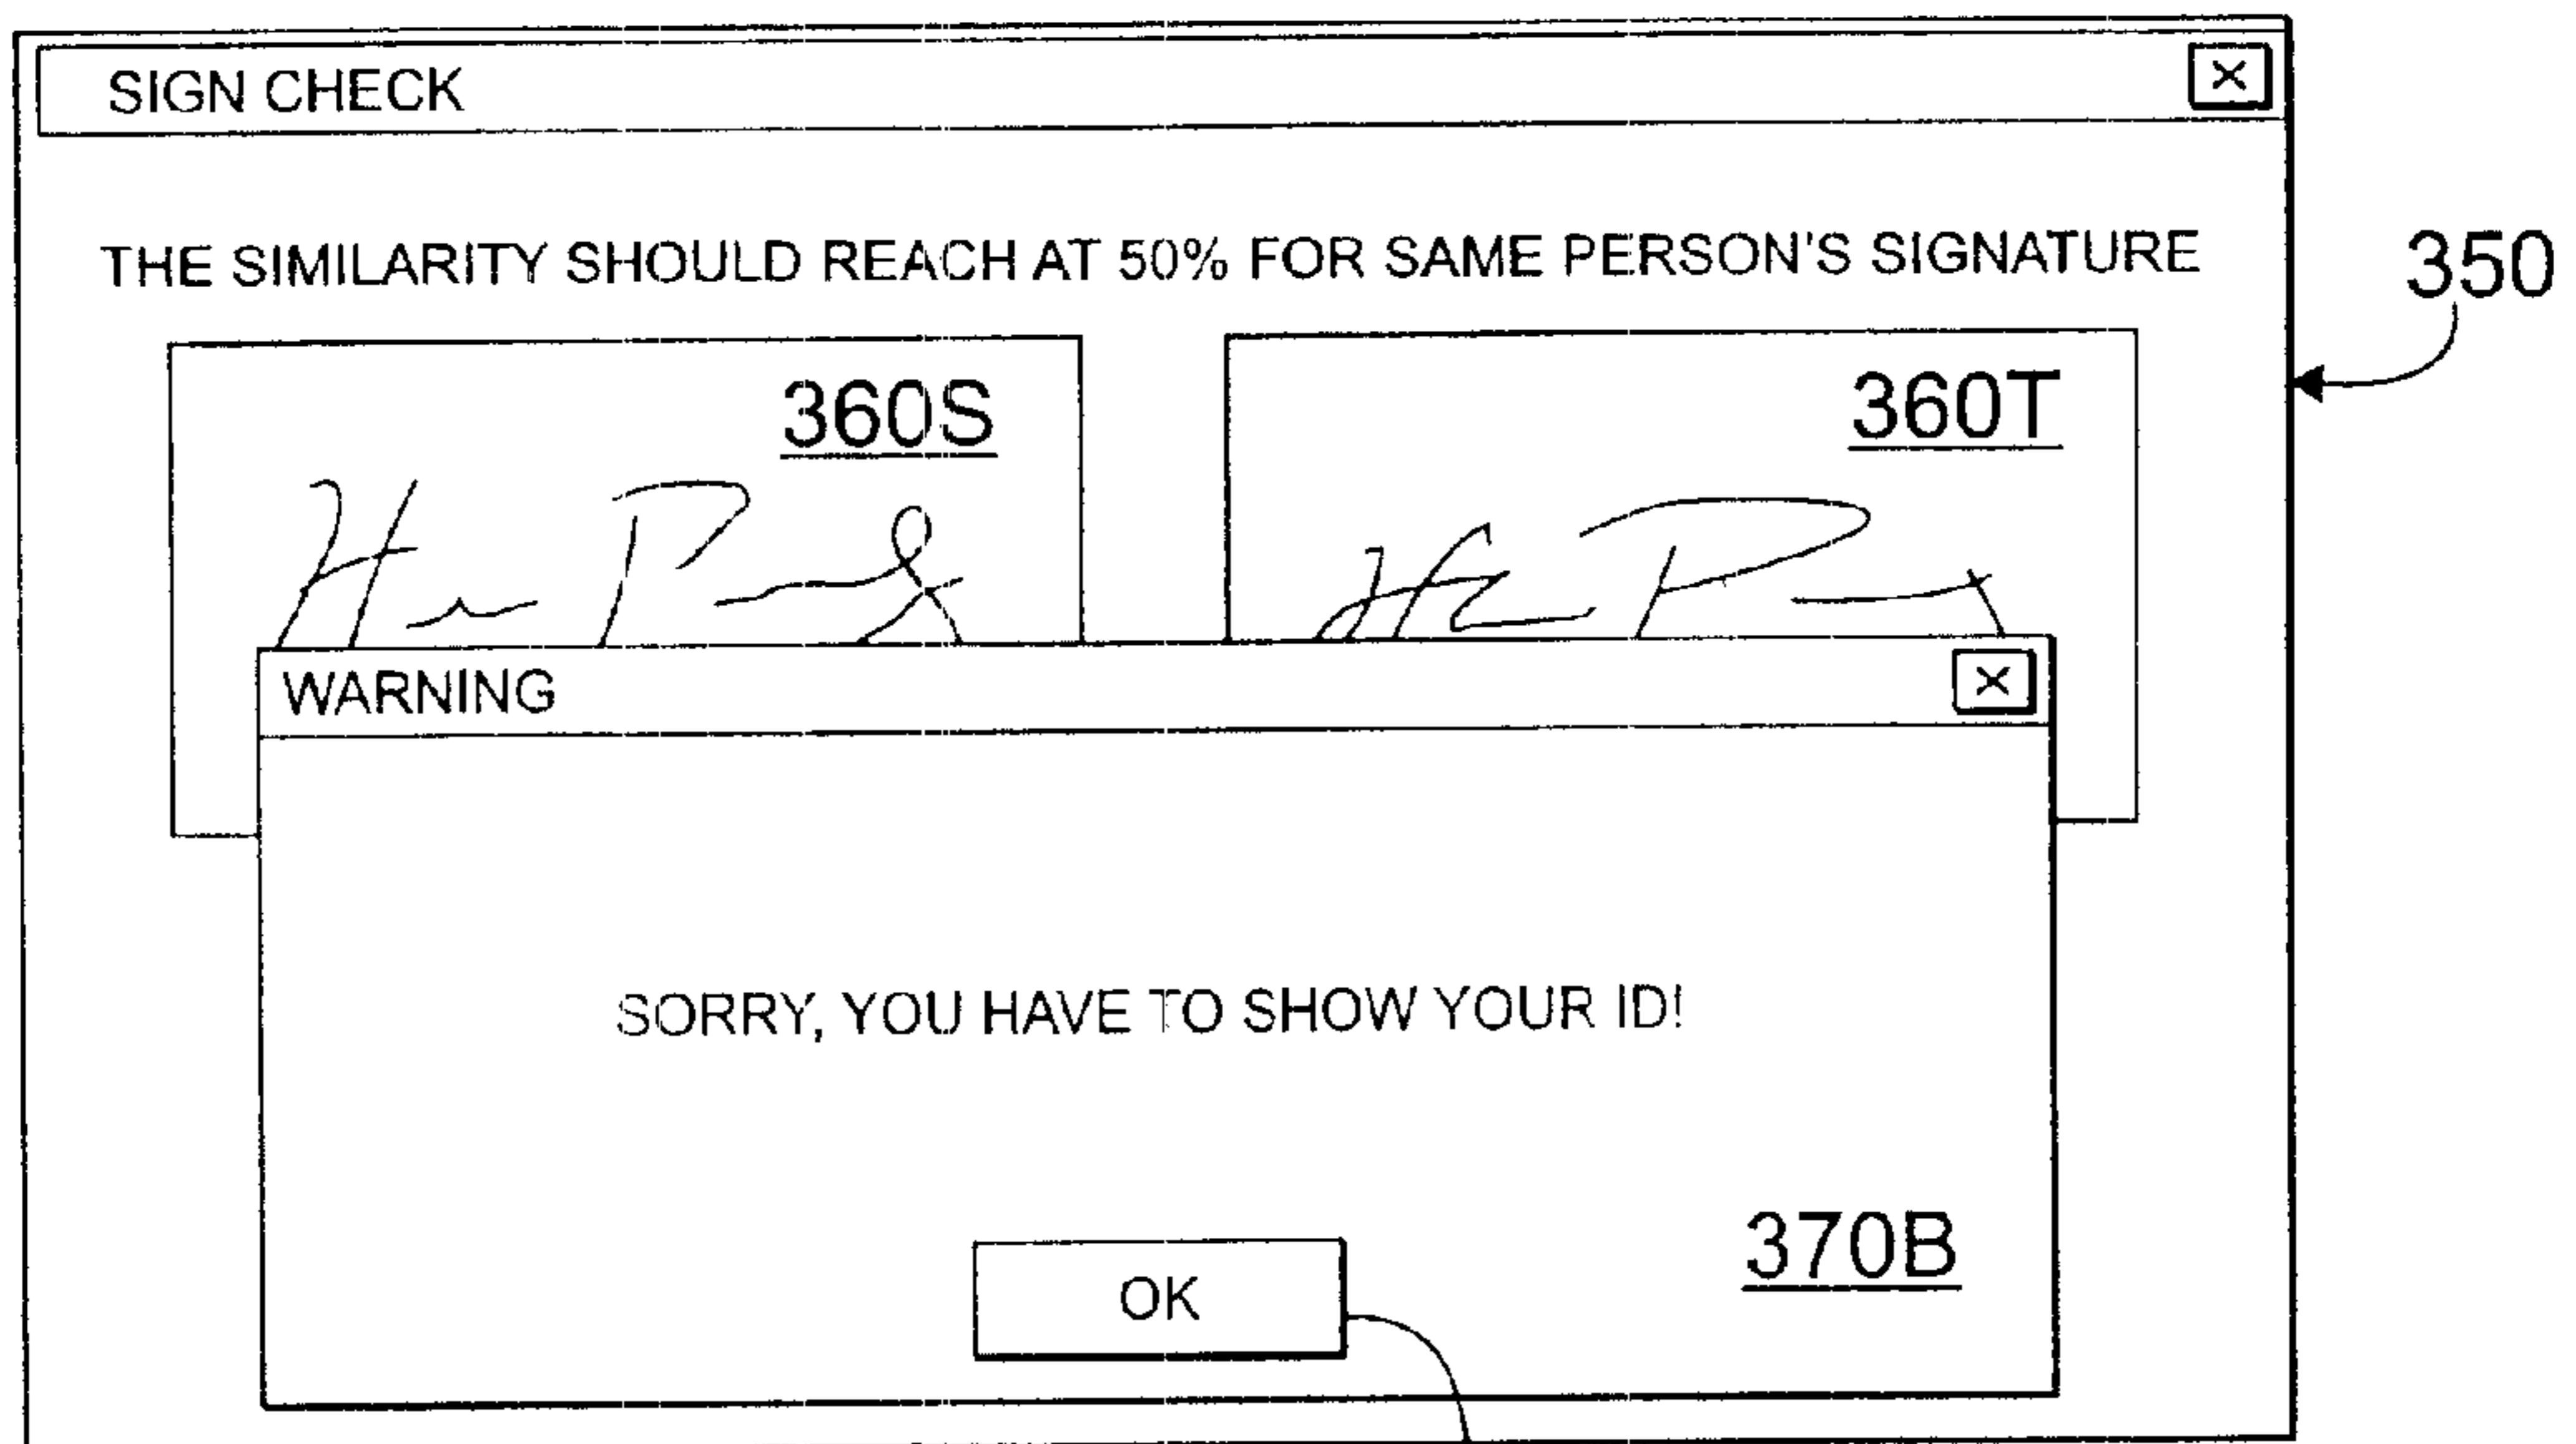 SIGN CHECK
THE SIMILARITY SHOULD REACH AT 50% FOR SAME PERSON'S SIGNATURE
350
360S
360T
WARNING
SORRY, YOU HAVE TO SHOW YOUR ID!
370B
OK